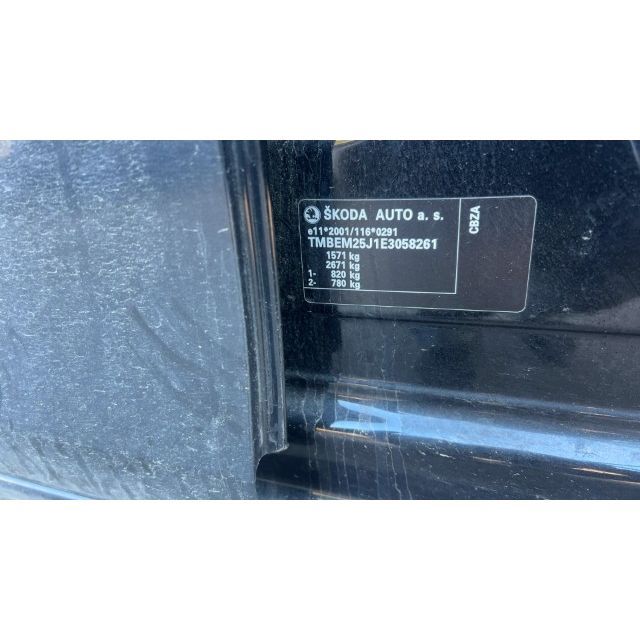 ŠKODA AUTO a. s.
e11*2001/116*0291
TMBEM25J1E3058261
1571 kg
2671 kg
1- 820 kg
2- 780 kg
CBZA